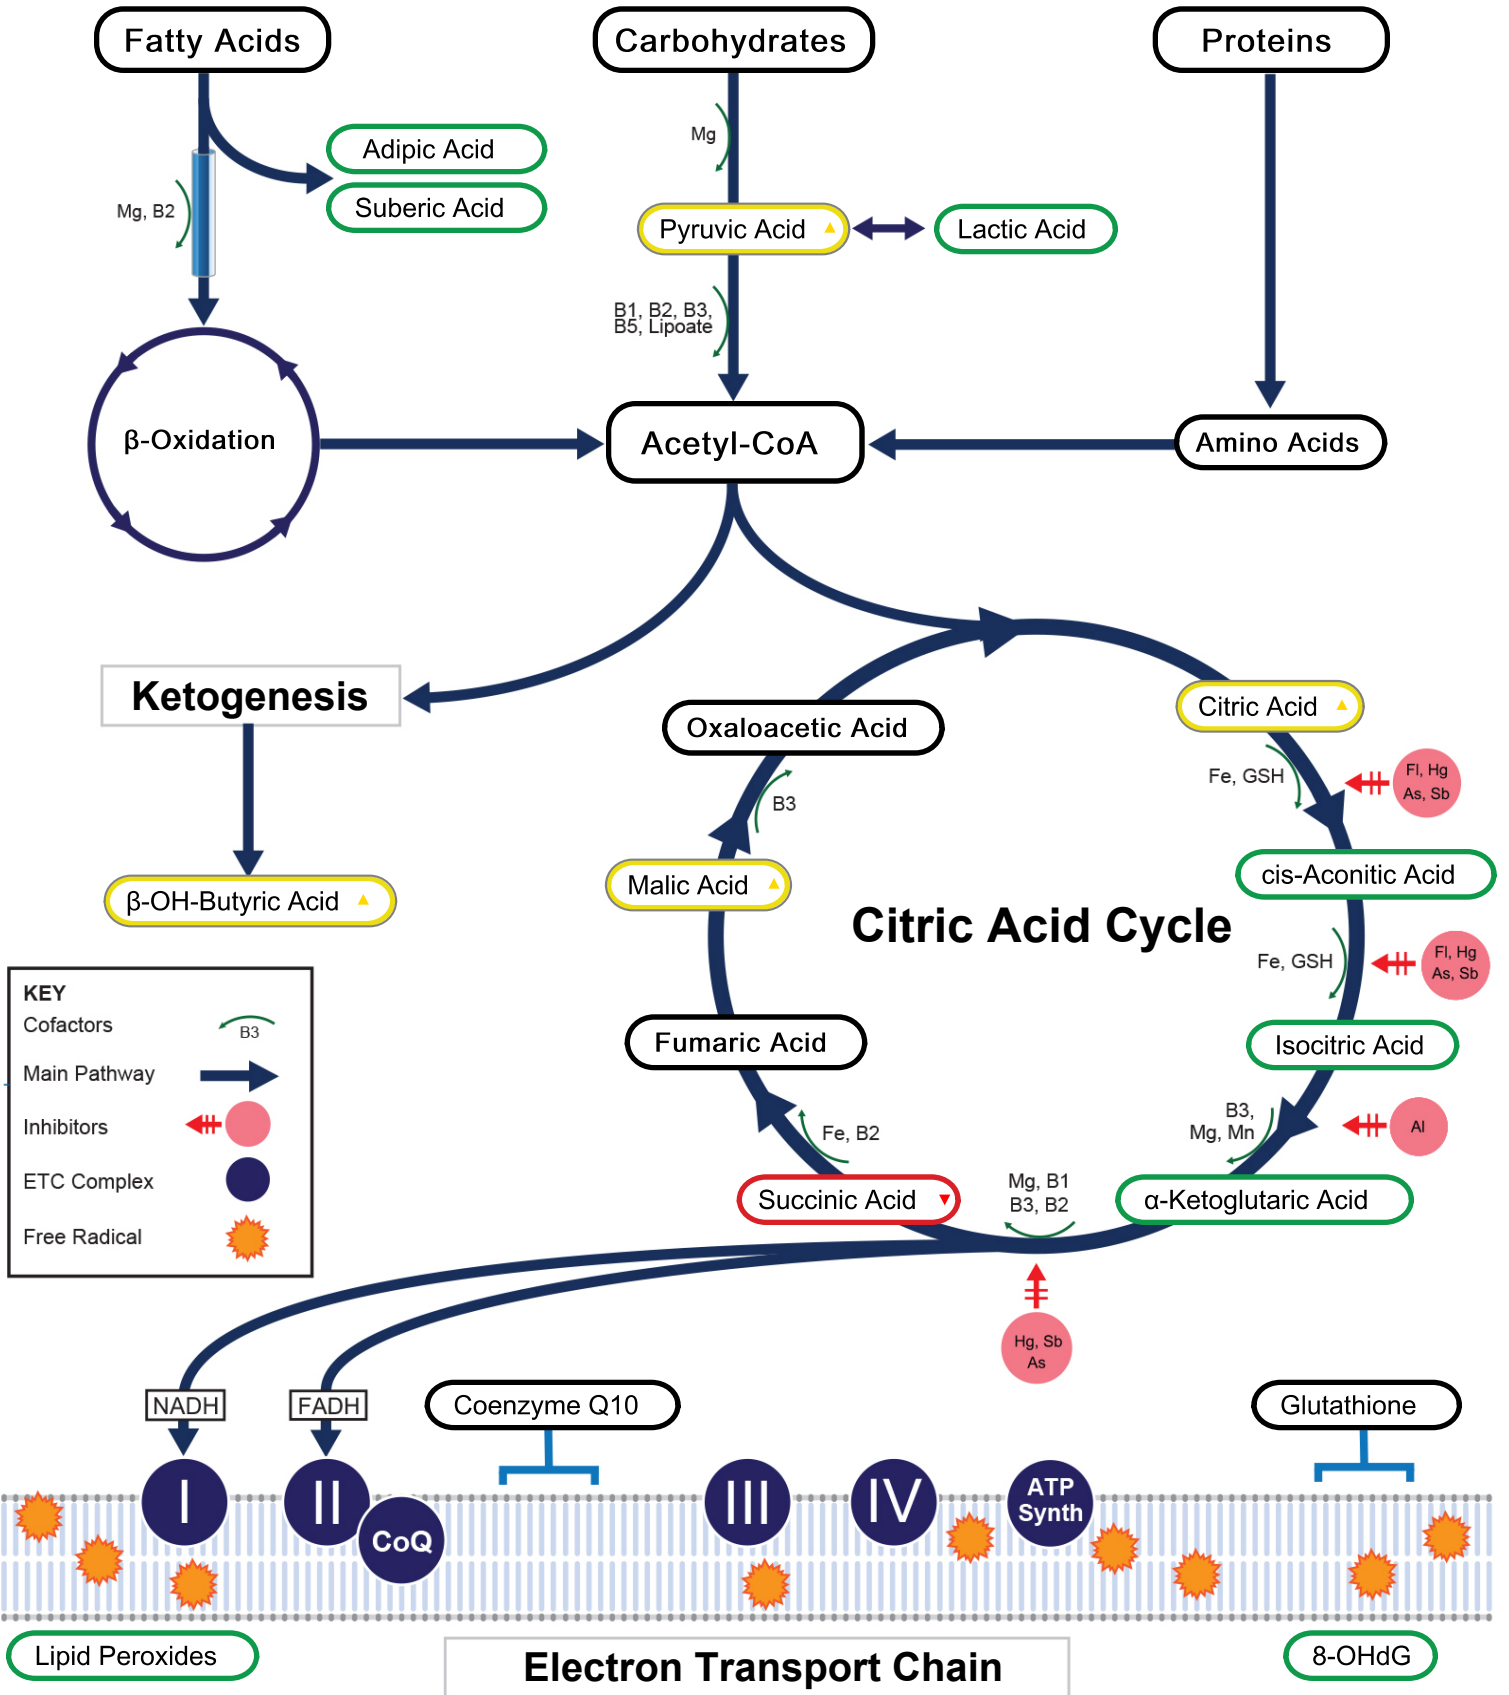 Fatty Acids
Carbohydrates
Proteins
Adipic Acid
Suberic Acid
Mg, B2
Mg
Pyruvic Acid
Lactic Acid
B1, B2, B3,
B5, Lipoate
β-Oxidation
Acetyl-CoA
Amino Acids
Ketogenesis
β-OH-Butyric Acid
Oxaloacetic Acid
Citric Acid
Fe, GSH
Fl, Hg
As, Sb
B3
Malic Acid
cis-Aconitic Acid
Citric Acid Cycle
Fe, GSH
Fl, Hg
As, Sb
Fumaric Acid
Isocitric Acid
B3,
Mg, Mn
Al
Fe, B2
Succinic Acid
Mg, B1
B3, B2
α-Ketoglutaric Acid
Hg, Sb
As
KEY
Cofactors
B3
Main Pathway
Inhibitors
ETC Complex
Free Radical
NADH
FADH
Coenzyme Q10
Glutathione
I
II
CoQ
III
IV
ATP
Synth
Lipid Peroxides
Electron Transport Chain
8-OHdG